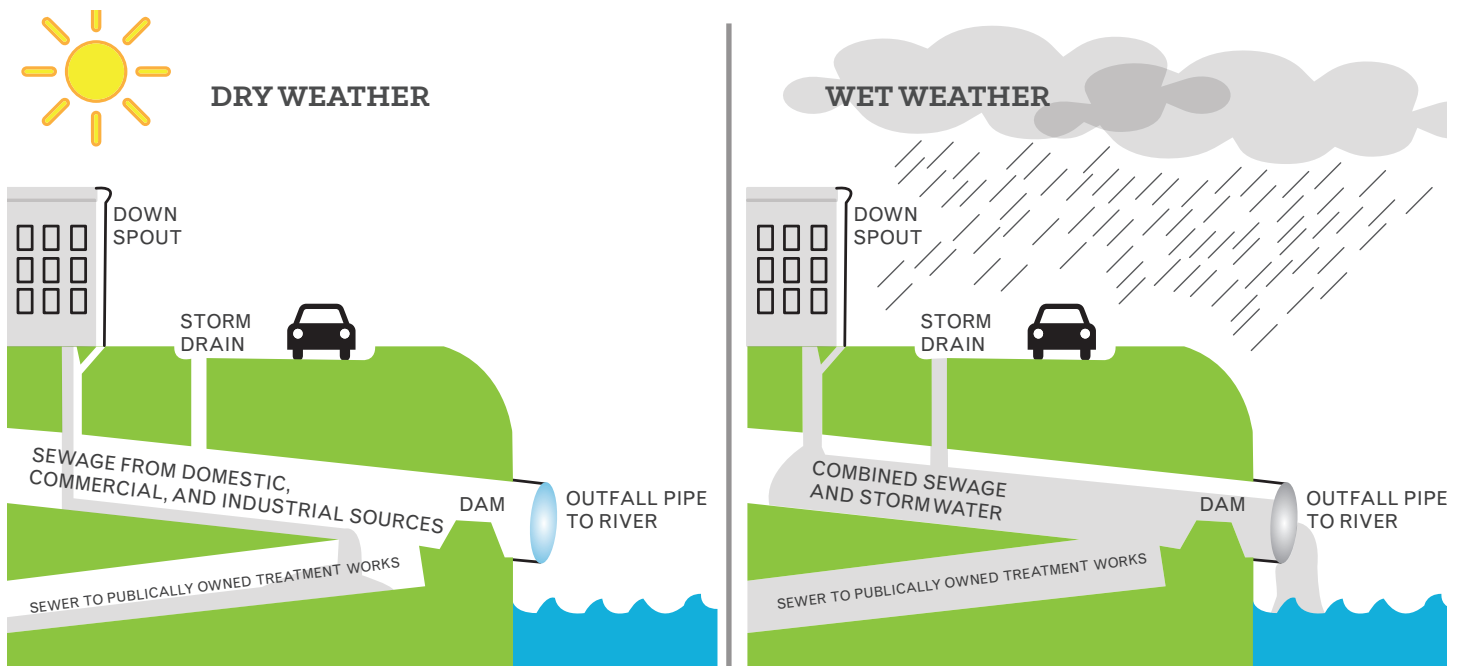 DRY WEATHER
DOWN
SPOUT
STORM
DRAIN
SEWAGE FROM DOMESTIC,
COMMERCIAL, AND INDUSTRIAL SOURCES
DAM
OUTFALL PIPE
TO RIVER
SEWER TO PUBLICALLY OWNED TREATMENT WORKS
WET WEATHER
DOWN
SPOUT
STORM
DRAIN
COMBINED SEWAGE
AND STORMWATER
DAM
OUTFALL PIPE
TO RIVER
SEWER TO PUBLICALLY OWNED TREATMENT WORKS